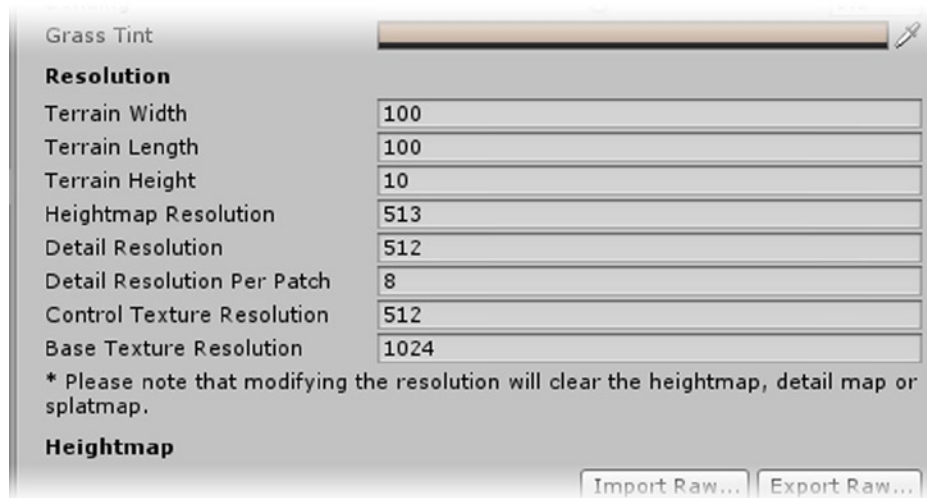 Grass Tint
Resolution
Terrain Width 100
Terrain Length 100
Terrain Height 10
Heightmap Resolution 513
Detail Resolution 512
Detail Resolution Per Patch 8
Control Texture Resolution 512
Base Texture Resolution 1024
* Please note that modifying the resolution will clear the heightmap, detail map or
splatmap.
Heightmap
Import Raw... Export Raw...